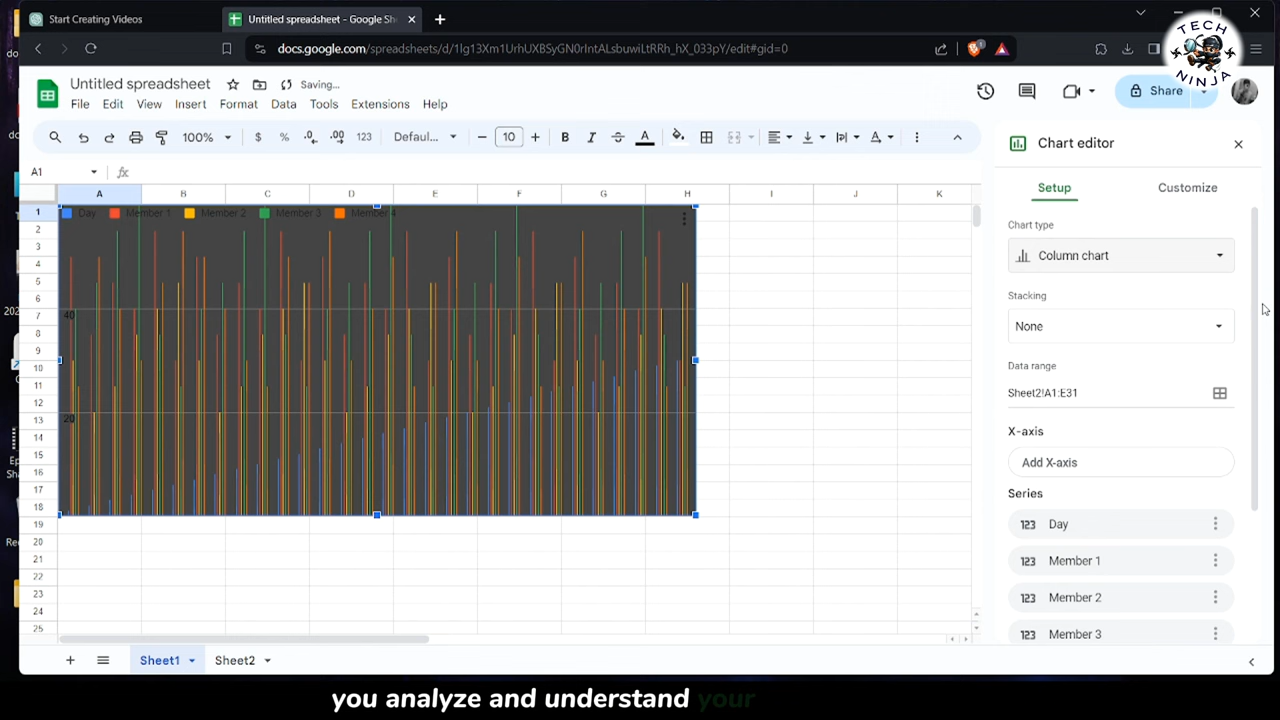 Start Creating Videos
Untitled spreadsheet - Google She
docs.google.com/spreadsheets/d/1Ig13Xm1UrhUXBSyGN0rIntALsbuwiLtRRh_hX_033pY/edit#gid=0
TECH
NINJA
Untitled spreadsheet
Saving...
File Edit View Insert Format Data Tools Extensions Help
Share
100% $ % .0 .00 123 Defaul... 10 B I S A
A1 fx
A B C D E F G H I J K
1
2
3
4
5
6
7
8
9
10
11
12
13
14
15
16
17
18
19
20
21
22
23
24
25
Day Member 1 Member 2 Member 3 Member 4
40
20
Chart editor
Setup Customize
Chart type
Column chart
Stacking
None
Data range
Sheet2!A1:E31
X-axis
Add X-axis
Series
123 Day
123 Member 1
123 Member 2
123 Member 3
Sheet1 Sheet2
you analyze and understand your